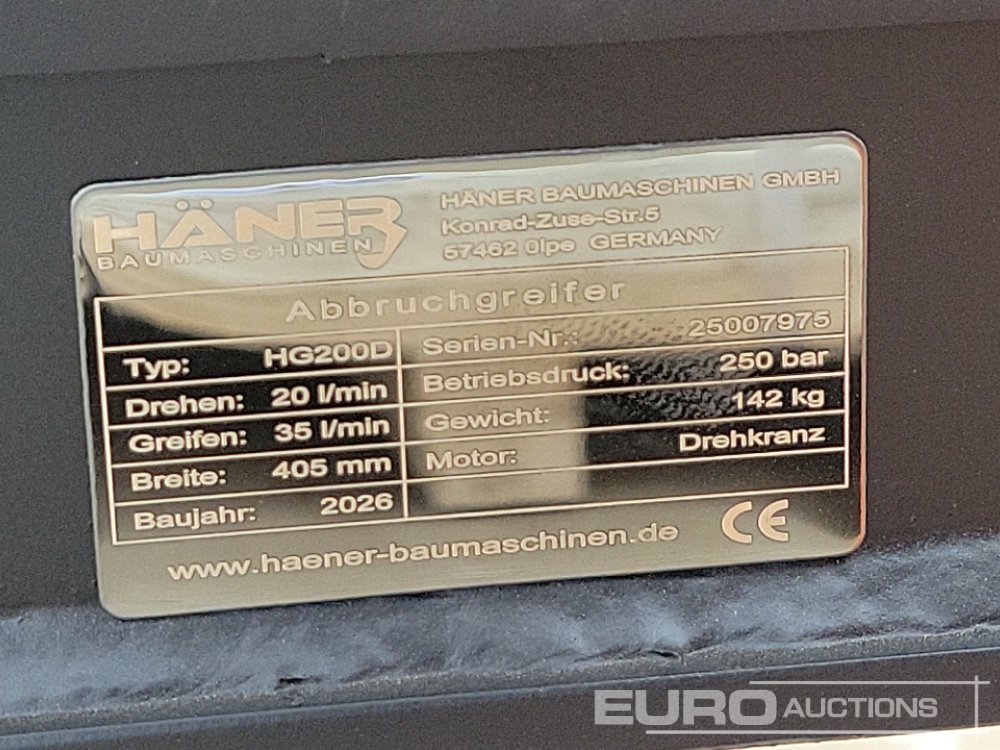 HÄNER
BAUMASCHINEN
HÄNER BAUMASCHINEN GMBH
Konrad-Zuse-Str.5
57462 Olpe GERMANY
Abbruchgreifer
Typ: HG200D
Serien-Nr.: 25007975
Drehen: 20 l/min
Betriebsdruck: 250 bar
Greifen: 35 l/min
Gewicht: 142 kg
Breite: 405 mm
Motor: Drehkranz
Baujahr: 2026
www.haener-baumaschinen.de CE
EURO AUCTIONS